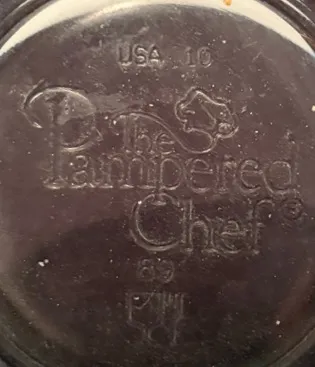 USA 10
The
Pampered
Chef®